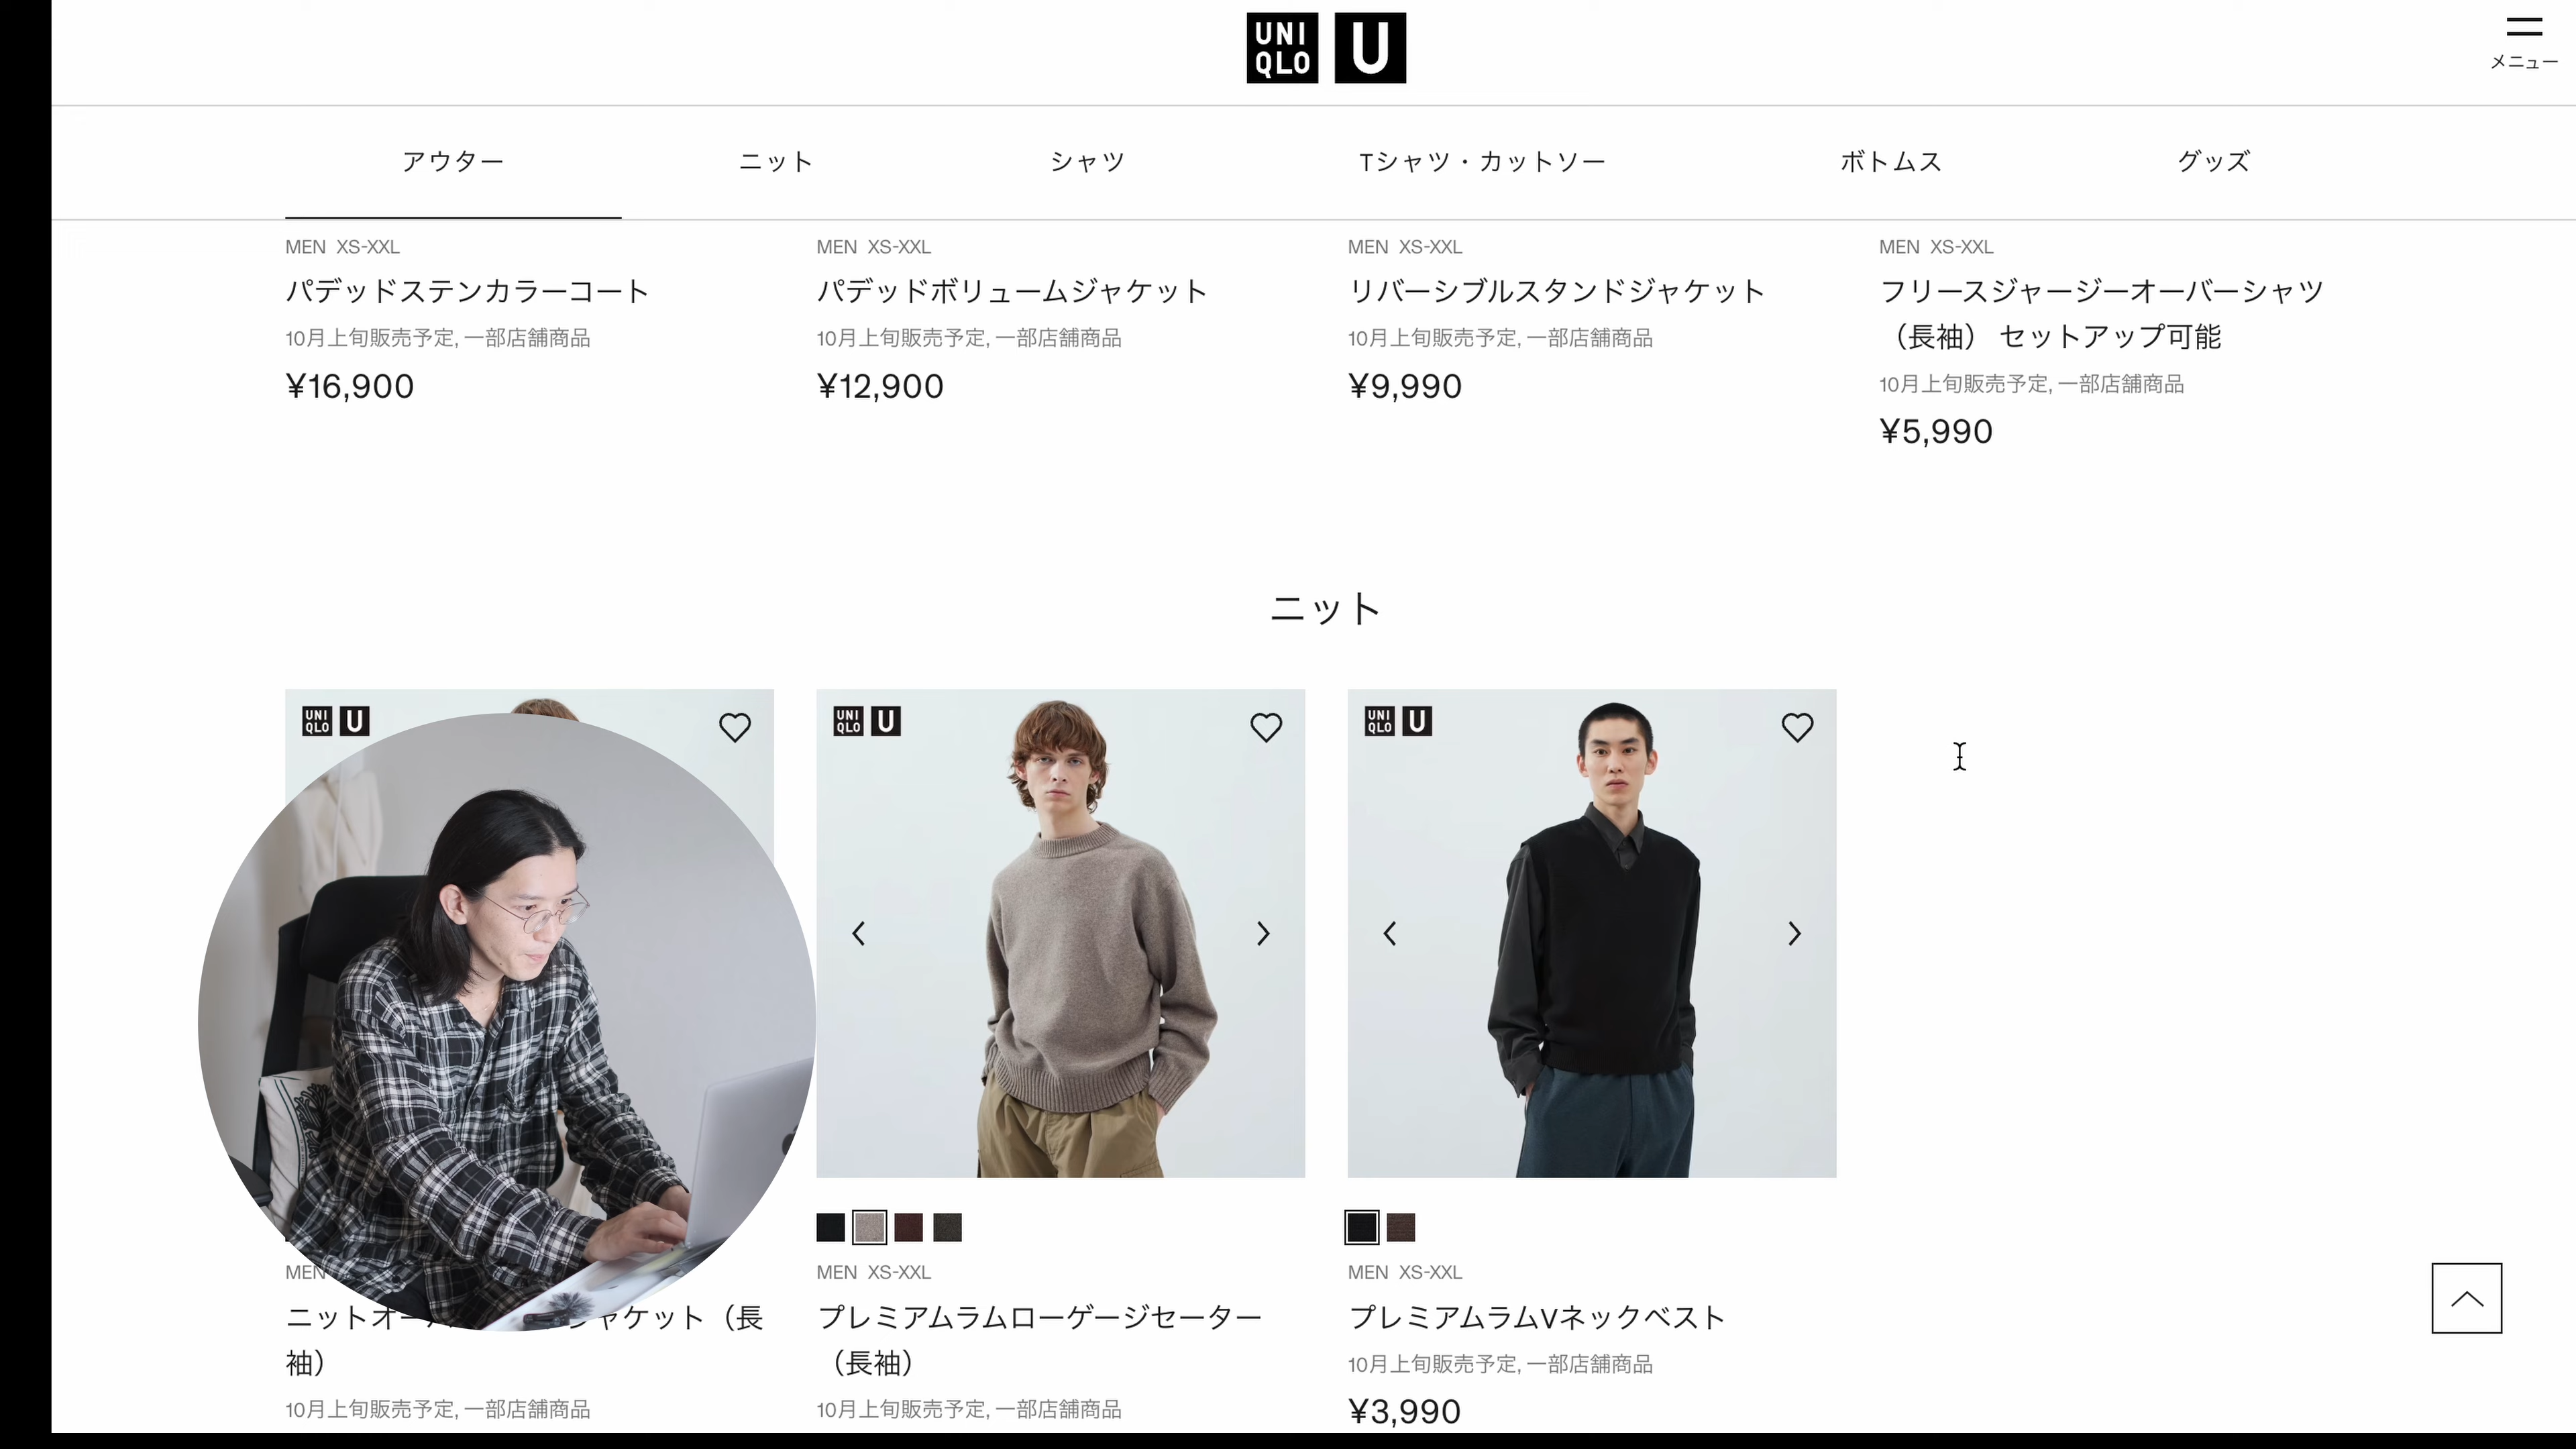 UNI
QLO
U
メニュー
アウター
ニット
シャツ
Tシャツ・カットソー
ボトムス
グッズ
MEN XS-XXL
パデッドステンカラーコート
10月上旬販売予定, 一部店舗商品
¥16,900
MEN XS-XXL
パデッドボリュームジャケット
10月上旬販売予定, 一部店舗商品
¥12,900
MEN XS-XXL
リバーシブルスタンドジャケット
10月上旬販売予定, 一部店舗商品
¥9,990
MEN XS-XXL
フリースジャージーオーバーシャツ
（長袖） セットアップ可能
10月上旬販売予定, 一部店舗商品
¥5,990
ニット
UNI
QLO
U
MEN
ニットオー ジャケット（長
袖）
10月上旬販売予定, 一部店舗商品
UNI
QLO
U
MEN XS-XXL
プレミアムラムローゲージセーター
（長袖）
10月上旬販売予定, 一部店舗商品
UNI
QLO
U
MEN XS-XXL
プレミアムラムVネックベスト
10月上旬販売予定, 一部店舗商品
¥3,990